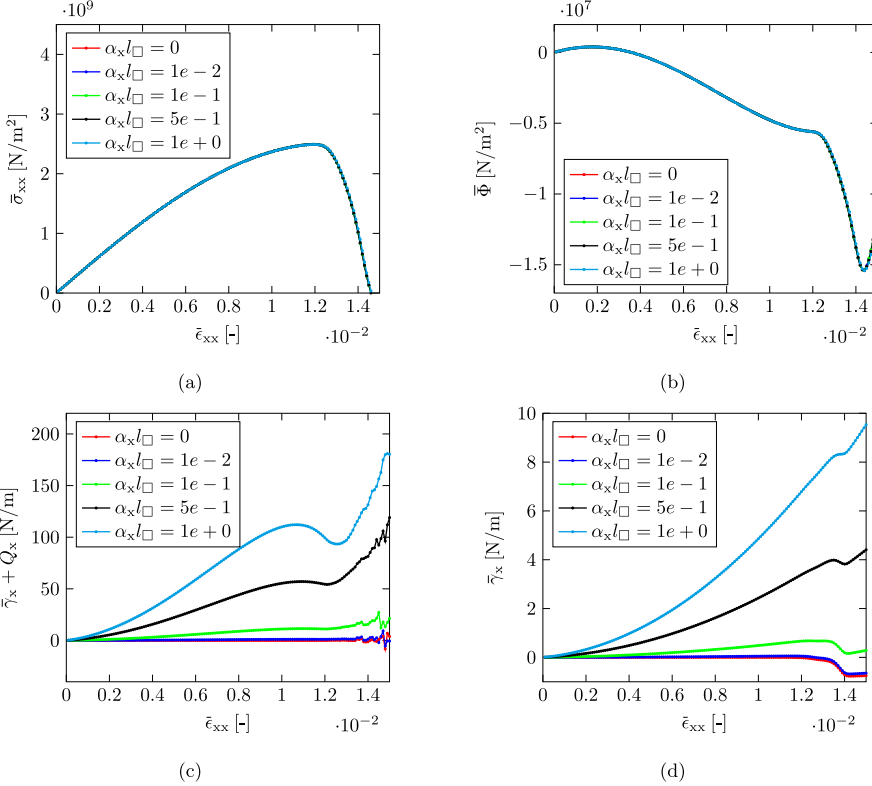 ·10⁹
4
2
0
0 0.2 0.4 0.6 0.8 1 1.2 1.4
·10⁻²
σ̄ₓₓ [N/m²]
ϵ̄ₓₓ [-]
αₓl□ = 0
αₓl□ = 1e − 2
αₓl□ = 1e − 1
αₓl□ = 5e − 1
αₓl□ = 1e + 0
(a)
·10⁷
0
−0.5
−1
−1.5
0 0.2 0.4 0.6 0.8 1 1.2 1.4
·10⁻²
Φ̄ [N/m²]
ϵ̄ₓₓ [-]
αₓl□ = 0
αₓl□ = 1e − 2
αₓl□ = 1e − 1
αₓl□ = 5e − 1
αₓl□ = 1e + 0
(b)
200
150
100
50
0
0 0.2 0.4 0.6 0.8 1 1.2 1.4
·10⁻²
γ̄ₓ + Qₓ [N/m]
ϵ̄ₓₓ [-]
αₓl□ = 0
αₓl□ = 1e − 2
αₓl□ = 1e − 1
αₓl□ = 5e − 1
αₓl□ = 1e + 0
(c)
10
8
6
4
2
0
0 0.2 0.4 0.6 0.8 1 1.2 1.4
·10⁻²
γ̄ₓ [N/m]
ϵ̄ₓₓ [-]
αₓl□ = 0
αₓl□ = 1e − 2
αₓl□ = 1e − 1
αₓl□ = 5e − 1
αₓl□ = 1e + 0
(d)